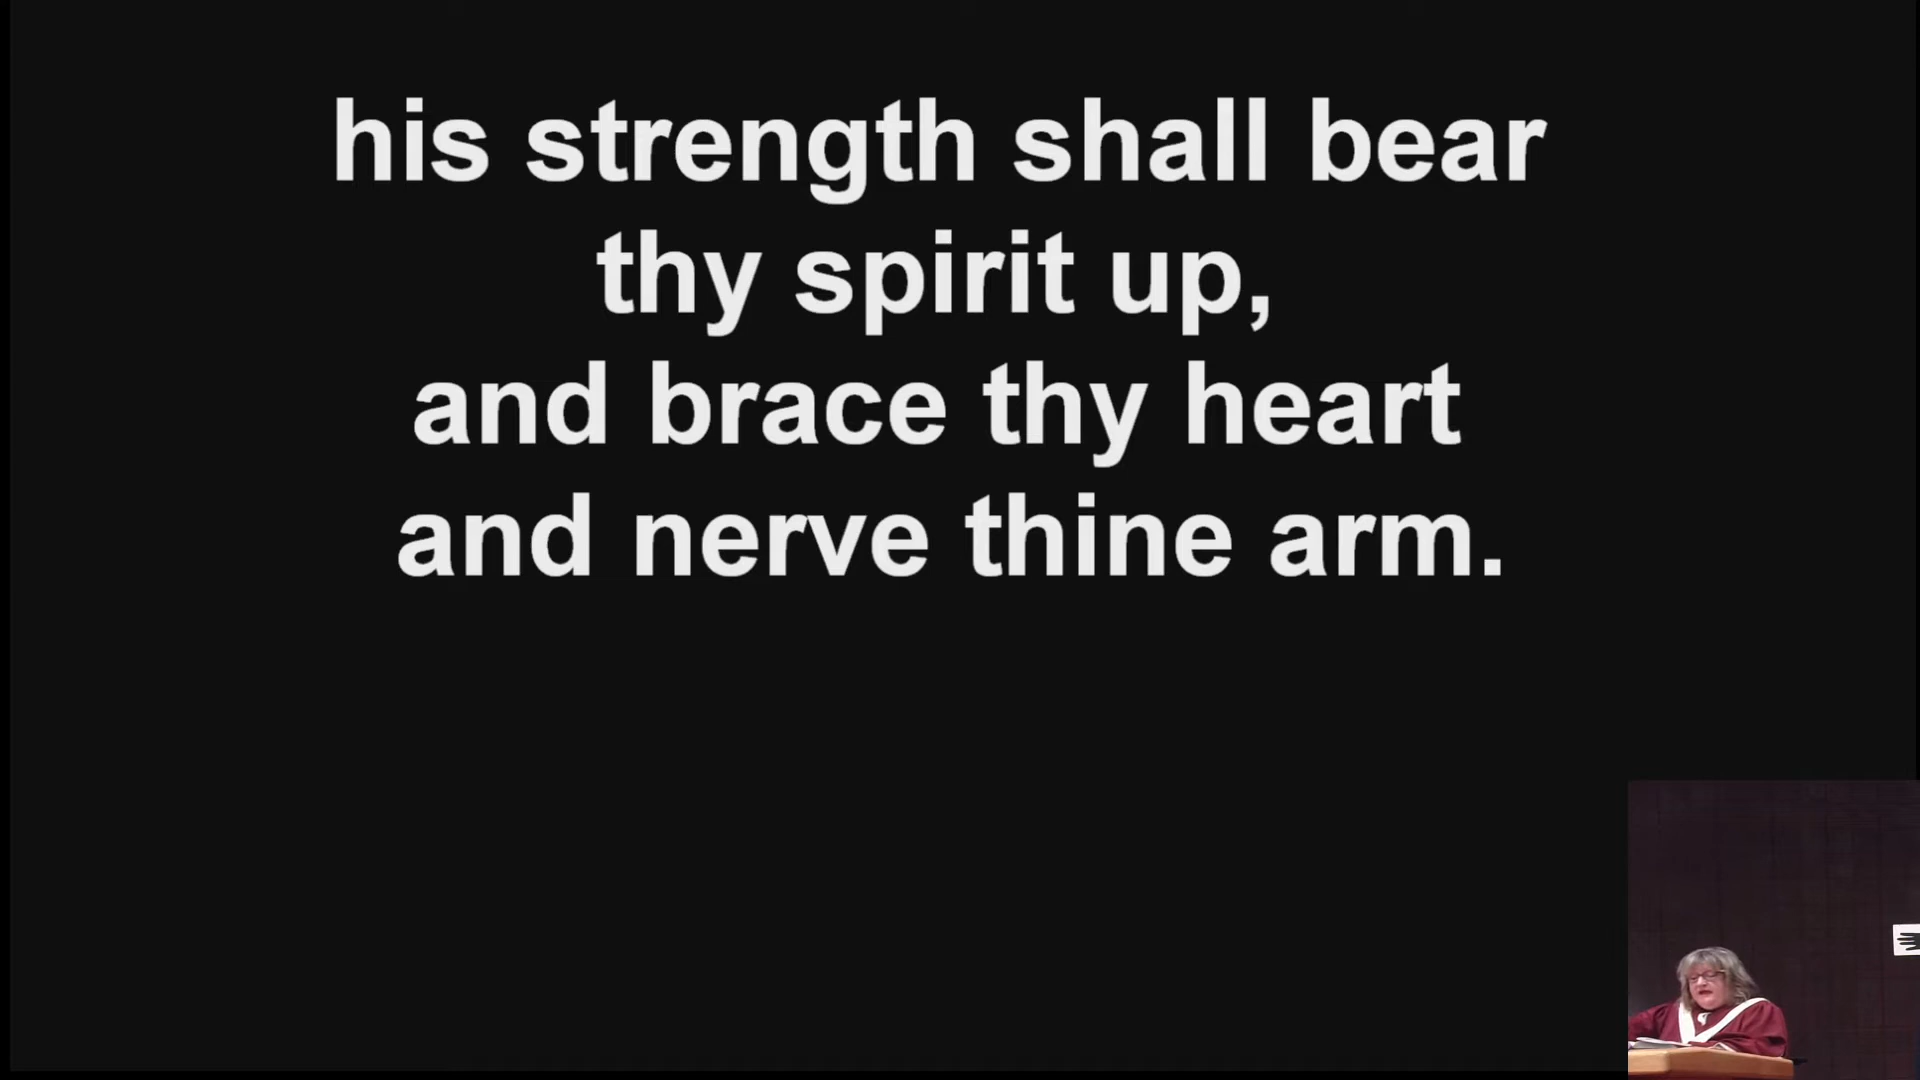 his strength shall bear
thy spirit up,
and brace thy heart
and nerve thine arm.